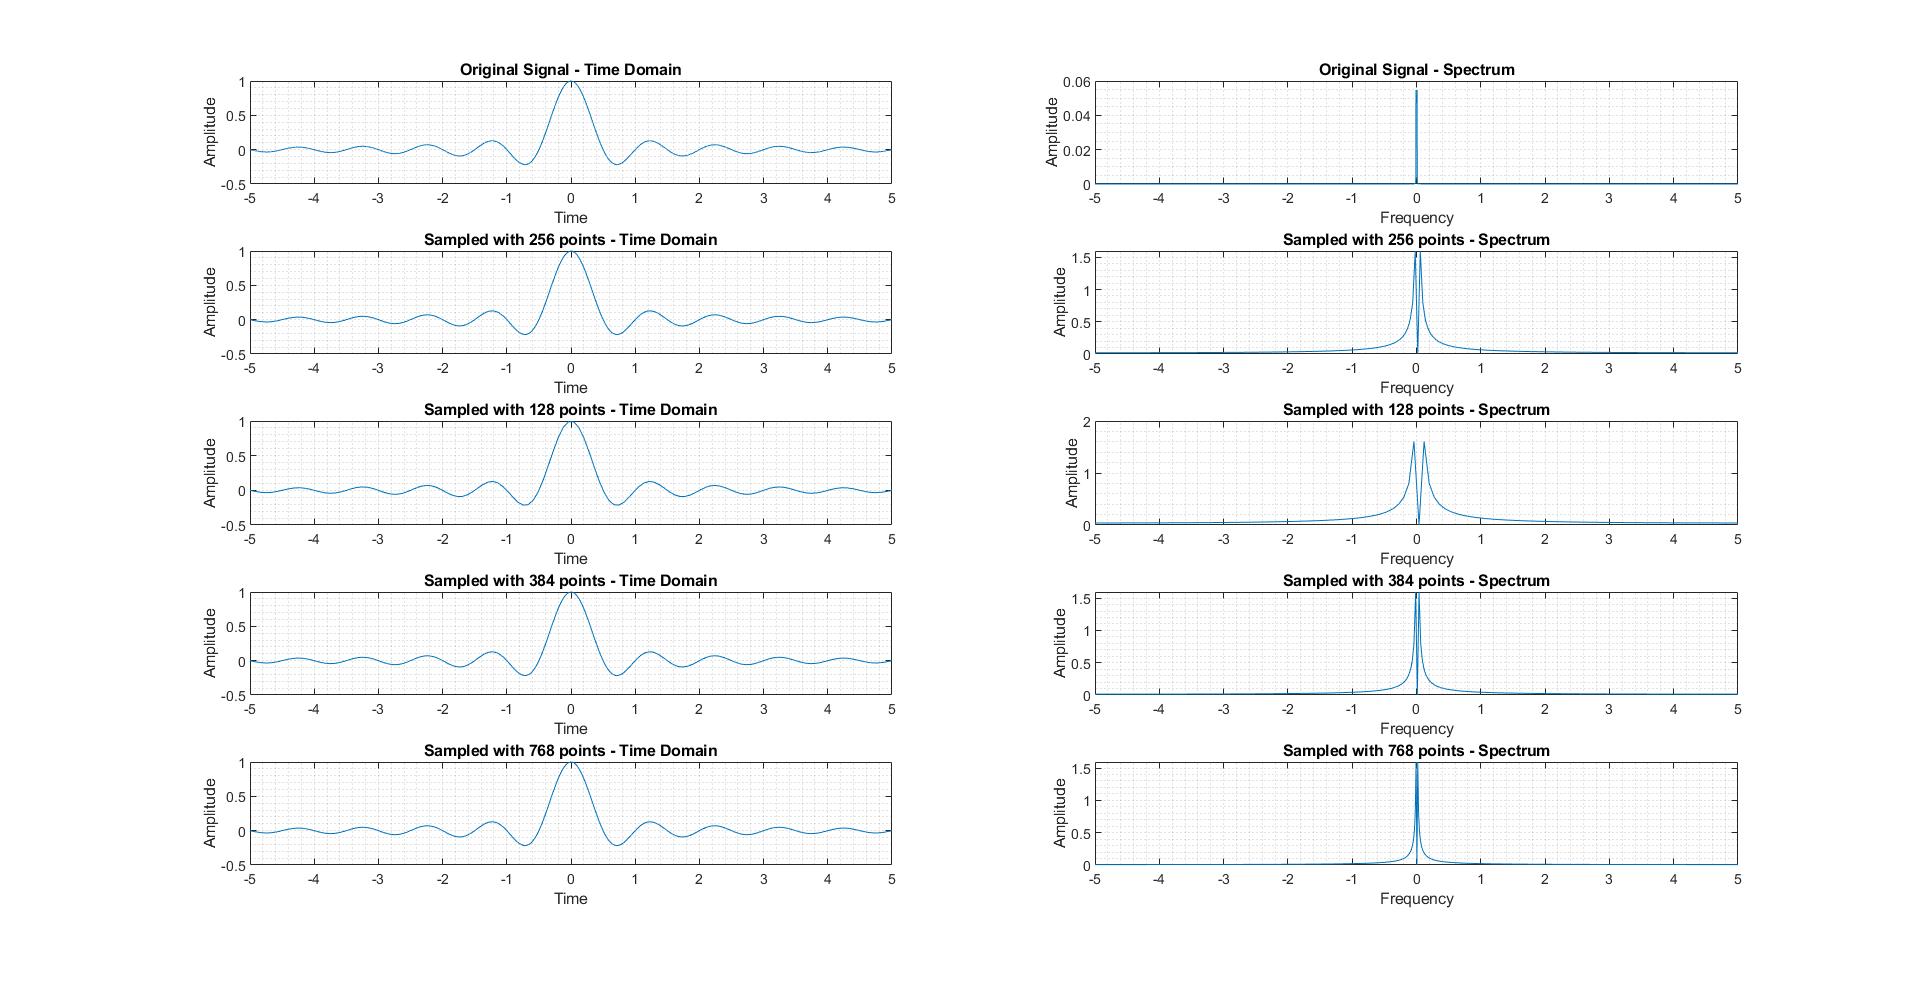 Original Signal - Time Domain
Amplitude
1
0.5
0
-0.5
-5 -4 -3 -2 -1 0 1 2 3 4 5
Time
Original Signal - Spectrum
Amplitude
0.06
0.04
0.02
0
-5 -4 -3 -2 -1 0 1 2 3 4 5
Frequency
Sampled with 256 points - Time Domain
Amplitude
1
0.5
0
-0.5
-5 -4 -3 -2 -1 0 1 2 3 4 5
Time
Sampled with 256 points - Spectrum
Amplitude
1.5
1
0.5
0
-5 -4 -3 -2 -1 0 1 2 3 4 5
Frequency
Sampled with 128 points - Time Domain
Amplitude
1
0.5
0
-0.5
-5 -4 -3 -2 -1 0 1 2 3 4 5
Time
Sampled with 128 points - Spectrum
Amplitude
2
1
0
-5 -4 -3 -2 -1 0 1 2 3 4 5
Frequency
Sampled with 384 points - Time Domain
Amplitude
1
0.5
0
-0.5
-5 -4 -3 -2 -1 0 1 2 3 4 5
Time
Sampled with 384 points - Spectrum
Amplitude
1.5
1
0.5
0
-5 -4 -3 -2 -1 0 1 2 3 4 5
Frequency
Sampled with 768 points - Time Domain
Amplitude
1
0.5
0
-0.5
-5 -4 -3 -2 -1 0 1 2 3 4 5
Time
Sampled with 768 points - Spectrum
Amplitude
1.5
1
0.5
0
-5 -4 -3 -2 -1 0 1 2 3 4 5
Frequency